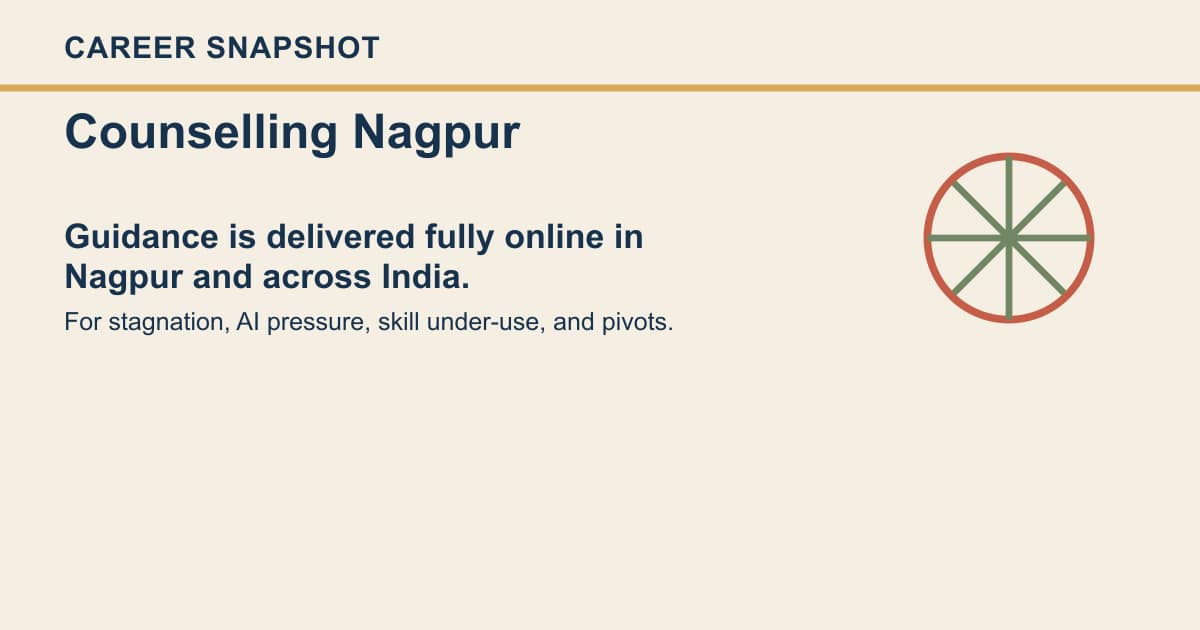 CAREER SNAPSHOT
Counselling Nagpur
Guidance is delivered fully online in
Nagpur and across India.
For stagnation, AI pressure, skill under-use, and pivots.